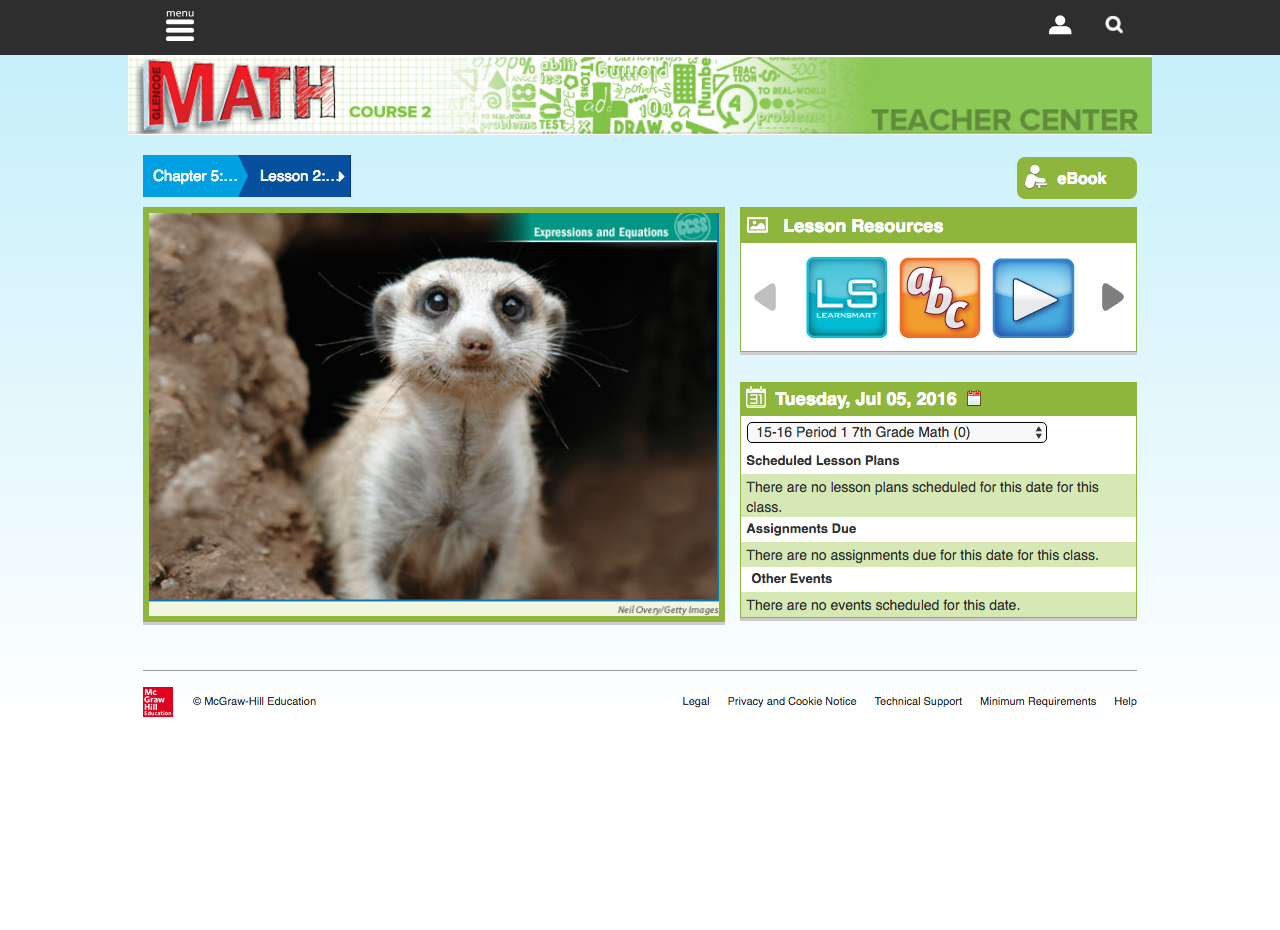 menu
GLENCOE
MATH
COURSE 2
TEACHER CENTER
Chapter 5:...
Lesson 2:...
eBook
Expressions and Equations
CCSS
Neil Overy/Getty Images
Lesson Resources
LS
LEARNSMART
abc
31
Tuesday, Jul 05, 2016
15-16 Period 1 7th Grade Math (0)
Scheduled Lesson Plans
There are no lesson plans scheduled for this date for this
class.
Assignments Due
There are no assignments due for this date for this class.
Other Events
There are no events scheduled for this date.
Mc
Graw
Hill
Education
© McGraw-Hill Education
Legal
Privacy and Cookie Notice
Technical Support
Minimum Requirements
Help